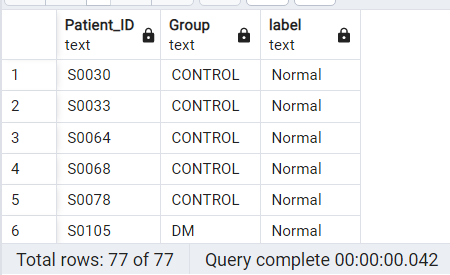 Patient_ID Group label
text text text
1 S0030 CONTROL Normal
2 S0033 CONTROL Normal
3 S0064 CONTROL Normal
4 S0068 CONTROL Normal
5 S0078 CONTROL Normal
6 S0105 DM Normal
Total rows: 77 of 77 Query complete 00:00:00.042